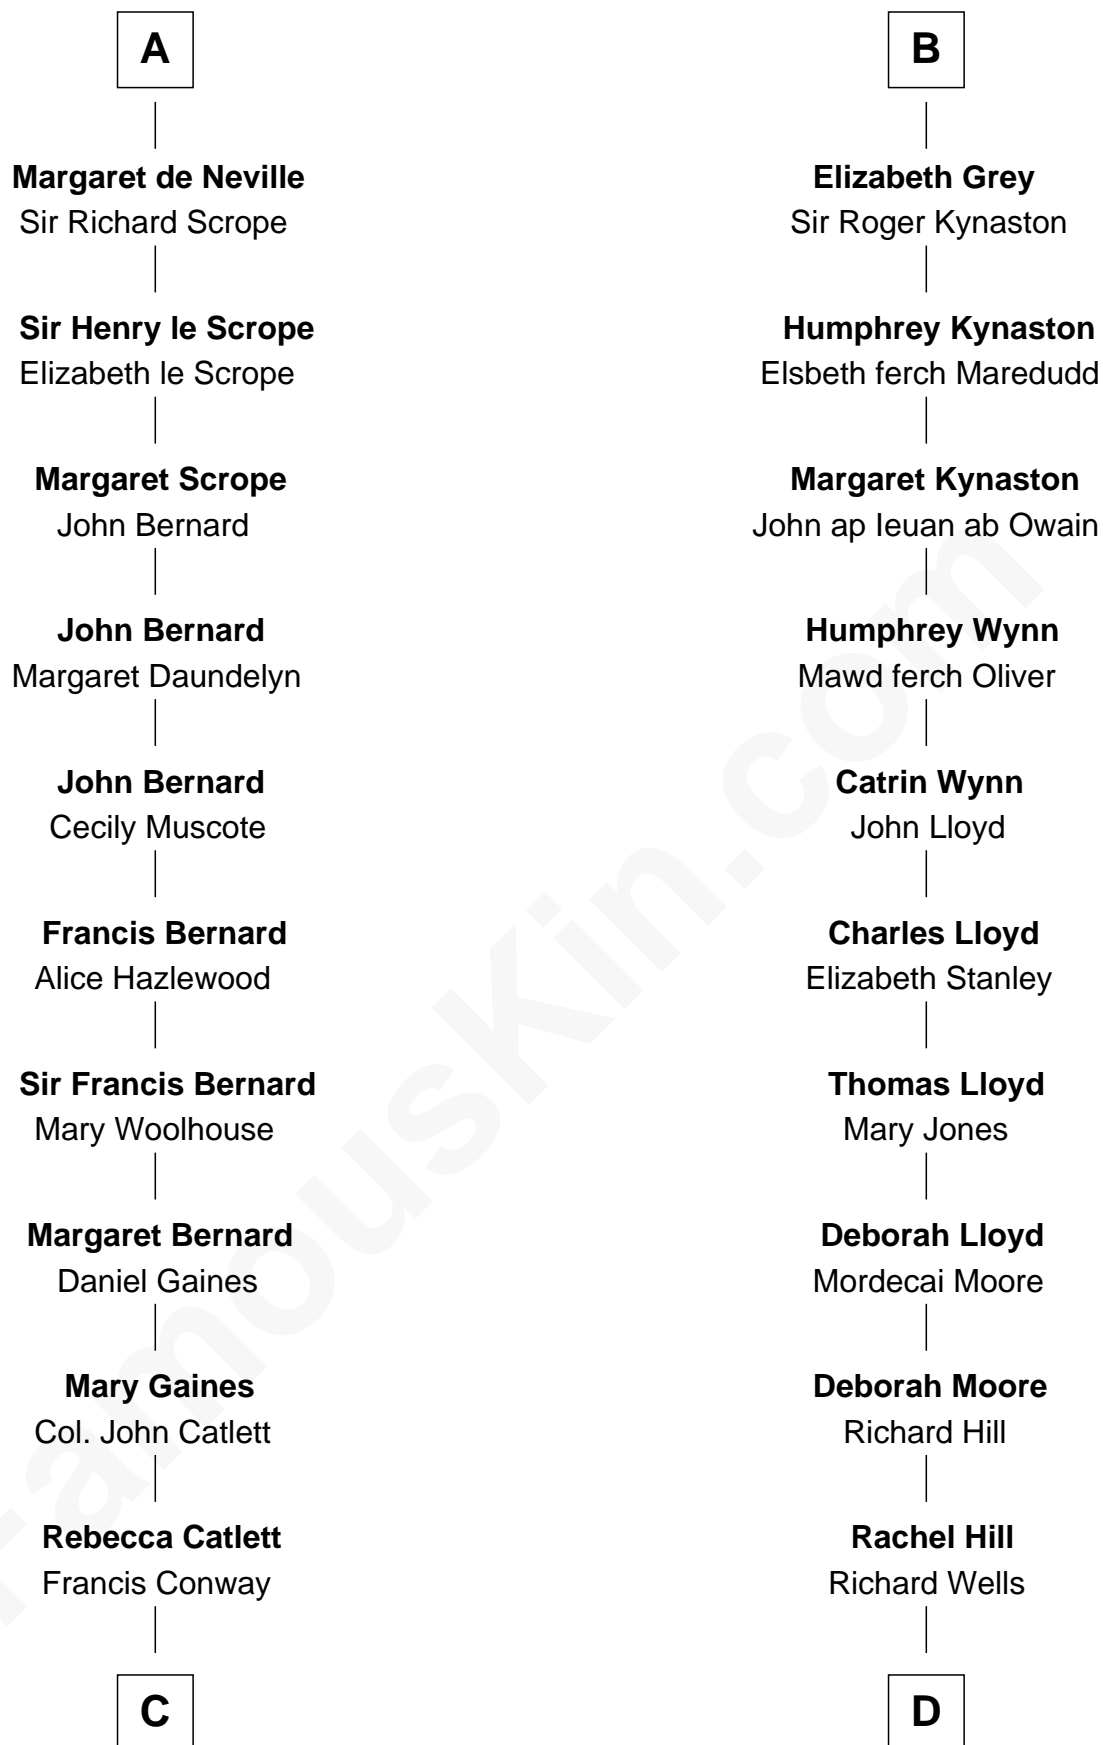 A
Margaret de Neville
Sir Richard Scrope
Sir Henry le Scrope
Elizabeth le Scrope
Margaret Scrope
John Bernard
John Bernard
Margaret Daundelyn
John Bernard
Cecily Muscote
Francis Bernard
Alice Hazlewood
Sir Francis Bernard
Mary Woolhouse
Margaret Bernard
Daniel Gaines
Mary Gaines
Col. John Catlett
Rebecca Catlett
Francis Conway
C
B
Elizabeth Grey
Sir Roger Kynaston
Humphrey Kynaston
Elsbeth ferch Maredudd
Margaret Kynaston
John ap Ieuan ab Owain
Humphrey Wynn
Mawd ferch Oliver
Catrin Wynn
John Lloyd
Charles Lloyd
Elizabeth Stanley
Thomas Lloyd
Mary Jones
Deborah Lloyd
Mordecai Moore
Deborah Moore
Richard Hill
Rachel Hill
Richard Wells
D
FamousKin.com